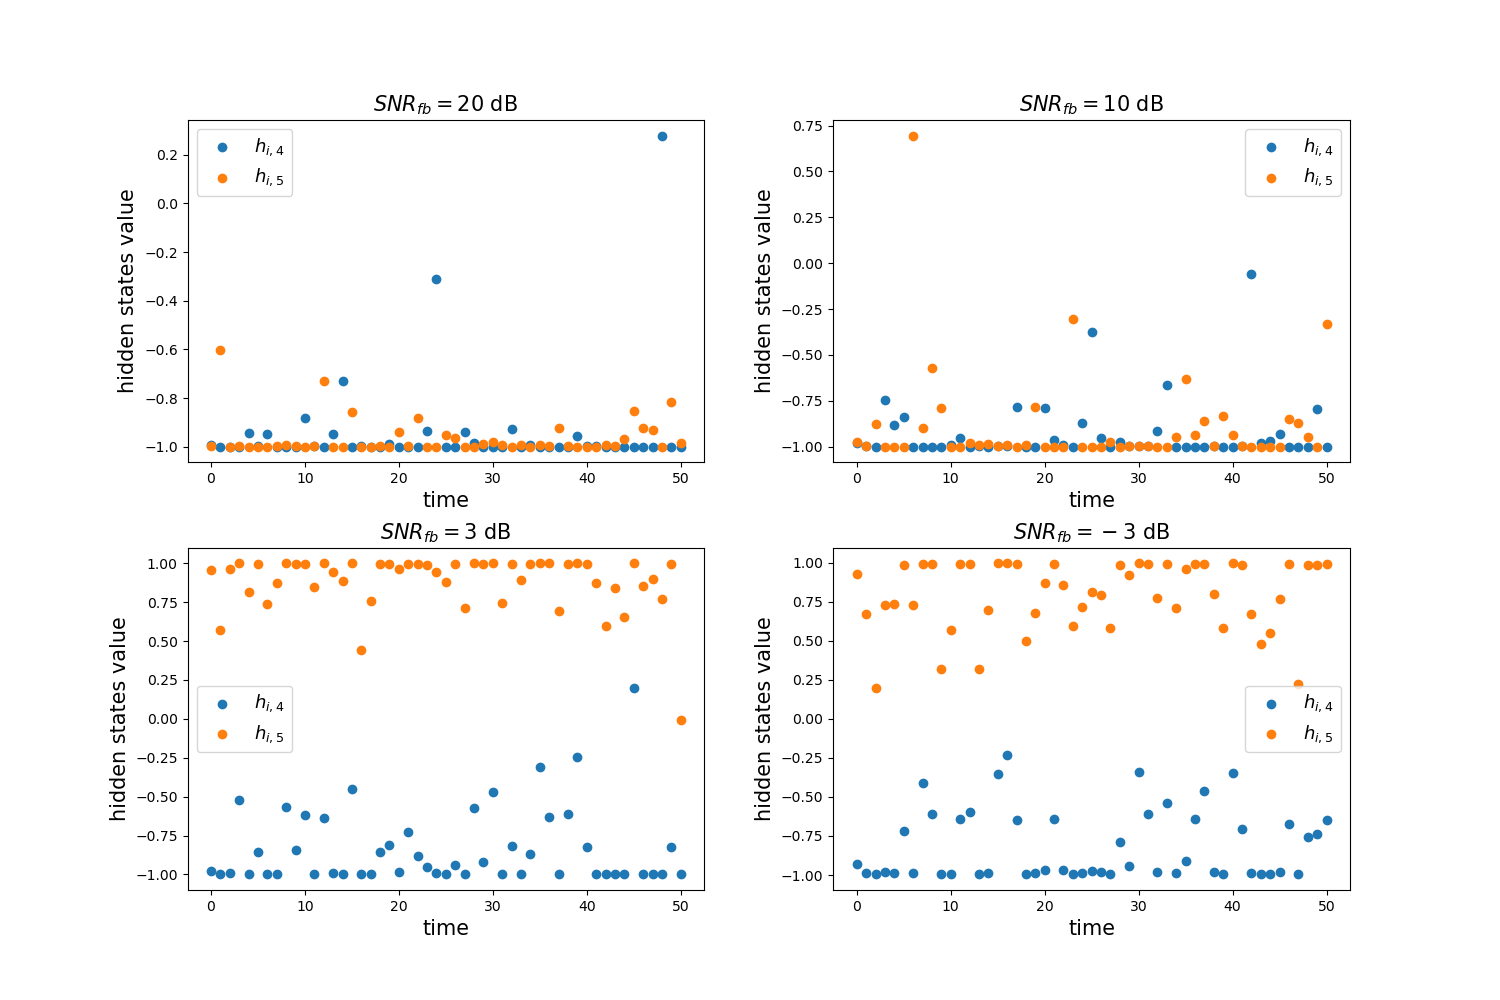 SNR_fb = 20 dB
hidden states value
0.2
0.0
−0.2
−0.4
−0.6
−0.8
−1.0
h_i,4
h_i,5
0 10 20 30 40 50
time
SNR_fb = 10 dB
hidden states value
0.75
0.50
0.25
0.00
−0.25
−0.50
−0.75
−1.00
h_i,4
h_i,5
0 10 20 30 40 50
time
SNR_fb = 3 dB
hidden states value
1.00
0.75
0.50
0.25
0.00
−0.25
−0.50
−0.75
−1.00
h_i,4
h_i,5
0 10 20 30 40 50
time
SNR_fb = − 3 dB
hidden states value
1.00
0.75
0.50
0.25
0.00
−0.25
−0.50
−0.75
−1.00
h_i,4
h_i,5
0 10 20 30 40 50
time